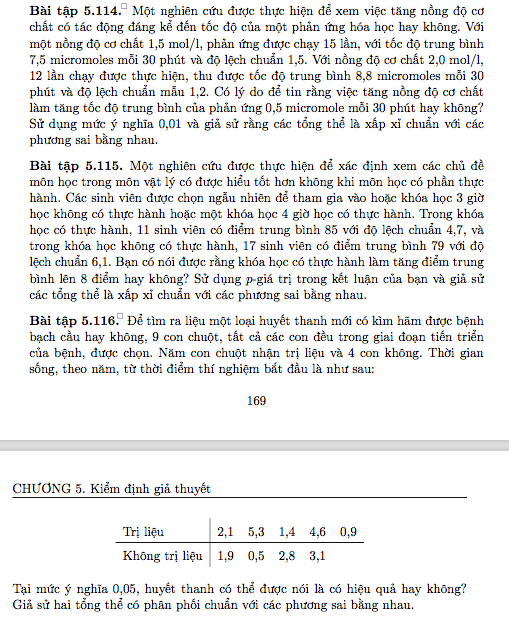 Bài tập 5.114. Một nghiên cứu được thực hiện để xem việc tăng nồng độ cơ
chất có tác động đáng kể đến tốc độ của một phản ứng hóa học hay không. Với
một nồng độ cơ chất 1,5 mol/l, phản ứng được chạy 15 lần, với tốc độ trung bình
7,5 micromoles mỗi 30 phút và độ lệch chuẩn 1,5. Với nồng độ cơ chất 2,0 mol/l,
12 lần chạy được thực hiện, thu được tốc độ trung bình 8,8 micromoles mỗi 30
phút và độ lệch chuẩn mẫu 1,2. Có lý do để tin rằng việc tăng nồng độ cơ chất
làm tăng tốc độ trung bình của phản ứng 0,5 micromole mỗi 30 phút hay không?
Sử dụng mức ý nghĩa 0,01 và giả sử rằng các tổng thể là xấp xỉ chuẩn với các
phương sai bằng nhau.
Bài tập 5.115. Một nghiên cứu được thực hiện để xác định xem các chủ đề
môn học trong môn vật lý có được hiểu tốt hơn không khi môn học có phần thực
hành. Các sinh viên được chọn ngẫu nhiên để tham gia vào hoặc khóa học 3 giờ
học không có thực hành hoặc một khóa học 4 giờ học có thực hành. Trong khóa
học có thực hành, 11 sinh viên có điểm trung bình 85 với độ lệch chuẩn 4,7, và
trong khóa học không có thực hành, 17 sinh viên có điểm trung bình 79 với độ
lệch chuẩn 6,1. Bạn có nói được rằng khóa học có thực hành làm tăng điểm trung
bình lên 8 điểm hay không? Sử dụng p-giá trị trong kết luận của bạn và giả sử
các tổng thể là xấp xỉ chuẩn với các phương sai bằng nhau.
Bài tập 5.116. Để tìm ra liệu một loại huyết thanh mới có kìm hãm được bệnh
bạch cầu hay không, 9 con chuột, tất cả các con đều trong giai đoạn tiến triển
của bệnh, được chọn. Năm con chuột nhận trị liệu và 4 con không. Thời gian
sống, theo năm, từ thời điểm thí nghiệm bắt đầu là như sau:
169
CHƯƠNG 5. Kiểm định giả thuyết
Trị liệu 2,1 5,3 1,4 4,6 0,9
Không trị liệu 1,9 0,5 2,8 3,1
Tại mức ý nghĩa 0,05, huyết thanh có thể được nói là có hiệu quả hay không?
Giả sử hai tổng thể có phân phối chuẩn với các phương sai bằng nhau.